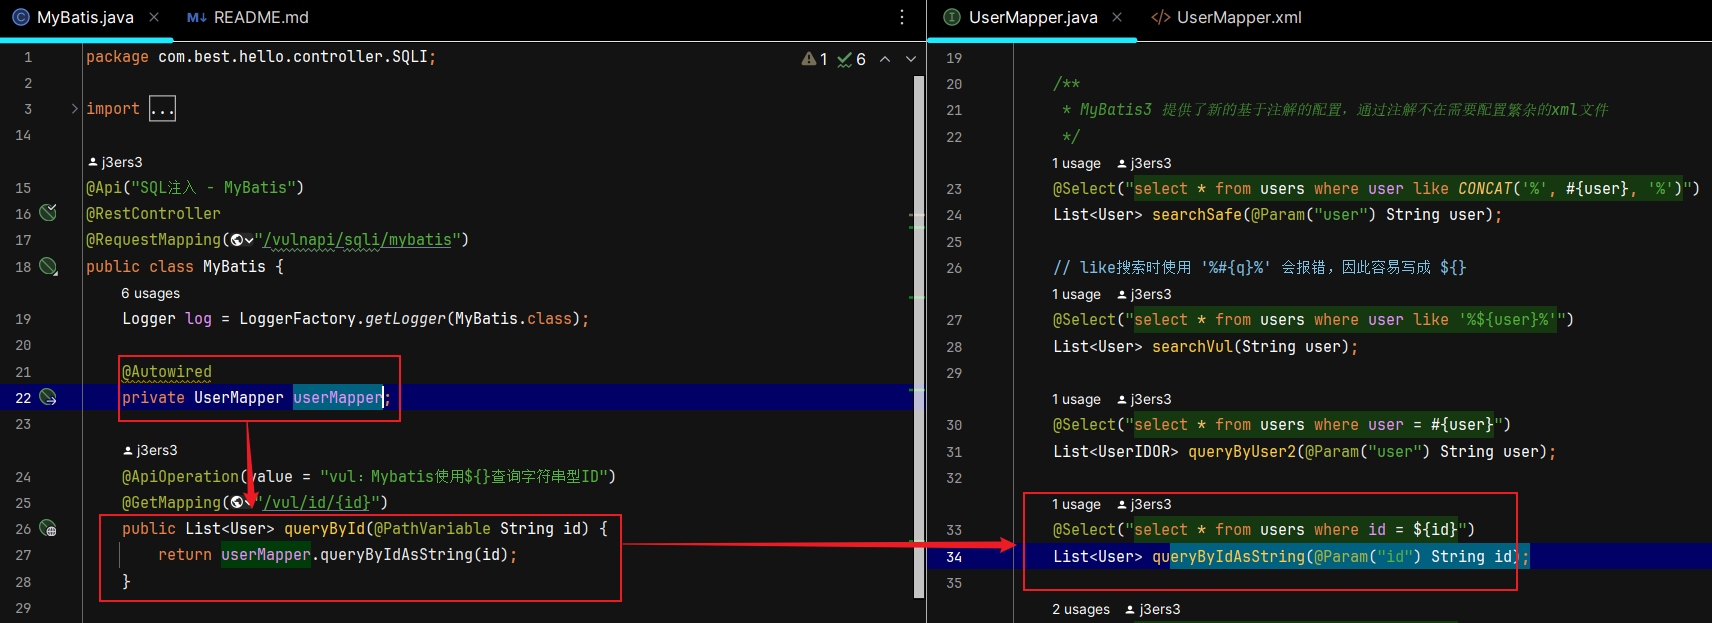 MyBatis.java
README.md
1 package com.best.hello.controller.SQLI;
1 6
2
3 import ...
14
j3ers3
15 @Api("SQL注入 - MyBatis")
16 @RestController
17 @RequestMapping("/vulnapi/sqli/mybatis")
18 public class MyBatis {
6 usages
19 Logger log = LoggerFactory.getLogger(MyBatis.class);
20
21 @Autowired
22 private UserMapper userMapper;
23
j3ers3
24 @ApiOperation(value = "vul：Mybatis使用${}查询字符串型ID")
25 @GetMapping("/vul/id/{id}")
26 public List<User> queryById(@PathVariable String id) {
27 return userMapper.queryByIdAsString(id);
28 }
29
UserMapper.java
UserMapper.xml
19
20 /**
21 * MyBatis3 提供了新的基于注解的配置，通过注解不在需要配置繁杂的xml文件
22 */
1 usage j3ers3
23 @Select("select * from users where user like CONCAT('%', #{user}, '%')")
24 List<User> searchSafe(@Param("user") String user);
25
26 // like搜索时使用 '%#{q}%' 会报错，因此容易写成 ${}
1 usage j3ers3
27 @Select("select * from users where user like '%${user}%'")
28 List<User> searchVul(String user);
29
1 usage j3ers3
30 @Select("select * from users where user = #{user}")
31 List<UserIDOR> queryByUser2(@Param("user") String user);
32
1 usage j3ers3
33 @Select("select * from users where id = ${id}")
34 List<User> queryByIdAsString(@Param("id") String id);
35
2 usages j3ers3